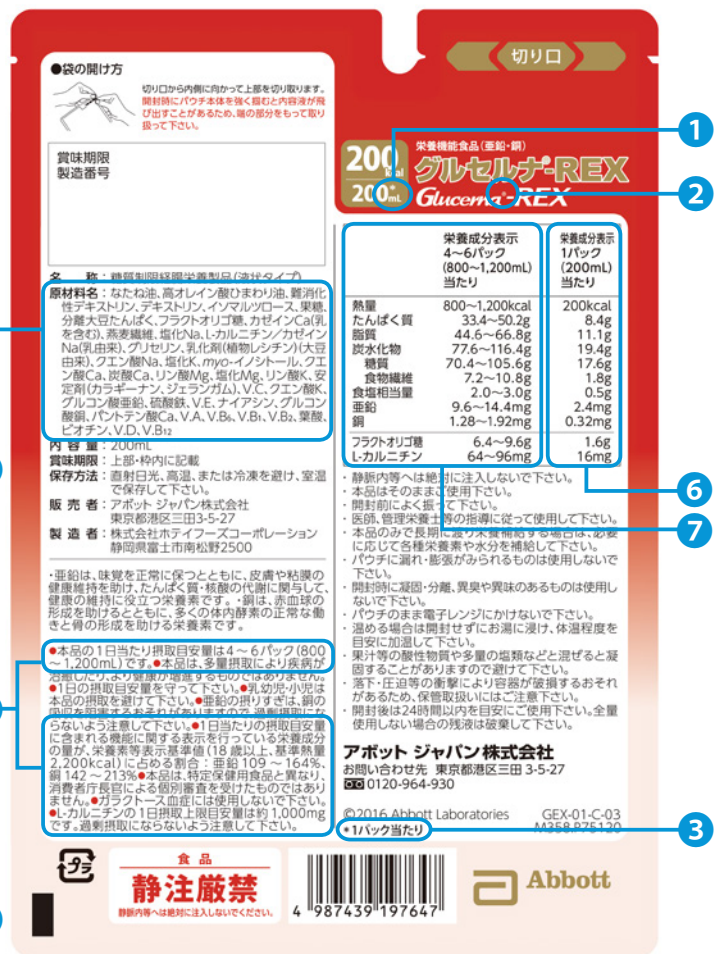 切り口
●袋の開け方
切り口から内側に向かって上部を切り取ります。
開封時にパウチ本体を強く掴むと内容液が飛
び出すことがあるため、端の部分をもって取り
扱って下さい。
賞味期限
製造番号
200kcal
200*mL
栄養機能食品(亜鉛・銅)
グルセルナ®-REX
Glucerna®-REX
1
2
名 称:糖質制限経腸栄養製品(液状タイプ)
原材料名:なたね油、高オレイン酸ひまわり油、難消化
性デキストリン、デキストリン、イソマルツロース、果糖、
分離大豆たんぱく、フラクトオリゴ糖、カゼインCa(乳
を含む)、燕麦繊維、塩化Na、L-カルニチン/カゼイン
Na(乳由来)、グリセリン、乳化剤(植物レシチン)(大豆
由来)、クエン酸Na、塩化K、myo-イノシトール、クエ
ン酸Ca、炭酸Ca、リン酸Mg、塩化Mg、リン酸K、安
定剤(カラギーナン、ジェランガム)、V.C、クエン酸K、
グルコン酸亜鉛、硫酸鉄、V.E、ナイアシン、グルコン
酸銅、パントテン酸Ca、V.A、V.B₆、V.B₁、V.B₂、葉酸、
ビオチン、V.D、V.B₁₂
内 容 量:200mL
賞味期限:上部・枠内に記載
保存方法:直射日光、高温、または冷凍を避け、室温
で保存して下さい。
販 売 者:アボット ジャパン株式会社
東京都港区三田3-5-27
製 造 者:株式会社ホテイフーズコーポレーション
静岡県富士市南松野2500
・亜鉛は、味覚を正常に保つとともに、皮膚や粘膜の
健康維持を助け、たんぱく質・核酸の代謝に関与して、
健康の維持に役立つ栄養素です。・銅は、赤血球の
形成を助けるとともに、多くの体内酵素の正常な働
きと骨の形成を助ける栄養素です。
●本品の1日当たり摂取目安量は4~6パック(800
~1,200mL)です。●本品は、多量摂取により疾病が
治癒したり、より健康が増進するものではありません。
●1日の摂取目安量を守って下さい。●乳幼児・小児は
本品の摂取を避けて下さい。●亜鉛の摂りすぎは、銅の
吸収を阻害するおそれがありますので、過剰摂取にな
らないよう注意して下さい。●1日当たりの摂取目安量
に含まれる機能に関する表示を行っている栄養成分
の量が、栄養素等表示基準値(18歳以上、基準熱量
2,200kcal)に占める割合:亜鉛109~164%、
銅142~213%●本品は、特定保健用食品と異なり、
消費者庁長官による個別審査を受けたものではあり
ません。●ガラクトース血症には使用しないで下さい。
●L-カルニチンの1日摂取上限目安量は約1,000mg
です。過剰摂取にならないよう注意して下さい。
栄養成分表示 4~6パック (800~1,200mL) 当たり 栄養成分表示 1パック (200mL) 当たり
熱量 800~1,200kcal 200kcal
たんぱく質 33.4~50.2g 8.4g
脂質 44.6~66.8g 11.1g
炭水化物 77.6~116.4g 19.4g
糖質 70.4~105.6g 17.6g
食物繊維 7.2~10.8g 1.8g
食塩相当量 2.0~3.0g 0.5g
亜鉛 9.6~14.4mg 2.4mg
銅 1.28~1.92mg 0.32mg
フラクトオリゴ糖 6.4~9.6g 1.6g
L-カルニチン 64~96mg 16mg
6
7
・静脈内等へは絶対に注入しないで下さい。
・本品はそのままご使用下さい。
・開封前によく振って下さい。
・医師、管理栄養士等の指導に従って使用して下さい。
・本品のみで長期に渡り栄養補給する場合は、必要
に応じて各種栄養素や水分を補給して下さい。
・パウチに漏れ・膨張がみられるものは使用しないで
下さい。
・開封時に凝固・分離、異臭や異味のあるものは使用し
ないで下さい。
・パウチのまま電子レンジにかけないで下さい。
・温める場合は開封せずにお湯に浸け、体温程度を
目安に加温して下さい。
・果汁等の酸性物質や多量の塩類などと混ぜると凝
固することがありますので避けて下さい。
・落下・圧迫等の衝撃により容器が破損するおそれ
があるため、保管取扱いにはご注意下さい。
・開封後は24時間以内を目安にご使用下さい。全量
使用しない場合の残液は破棄して下さい。
アボット ジャパン株式会社
お問い合わせ先 東京都港区三田 3-5-27
0120-964-930
©2016 Abbott Laboratories GEX-01-C-03
*1パック当たり M358.P75120
3
プラ
食品
静注厳禁
静脈内等へは絶対に注入しないでください。
4 987439 197647
Abbott